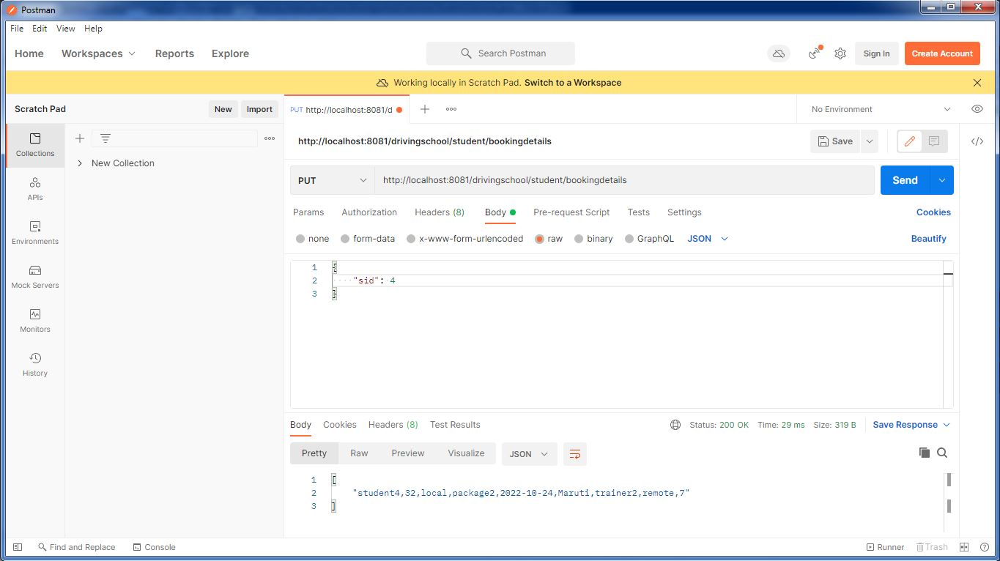 Postman
File Edit View Help
Home Workspaces Reports Explore Search Postman Sign In Create Account
Working locally in Scratch Pad. Switch to a Workspace
Scratch Pad New Import PUT http://localhost:8081/d No Environment
http://localhost:8081/drivingschool/student/bookingdetails Save
Collections
New Collection
PUT http://localhost:8081/drivingschool/student/bookingdetails Send
APIs
Params Authorization Headers (8) Body Pre-request Script Tests Settings Cookies
Environments
none form-data x-www-form-urlencoded raw binary GraphQL JSON Beautify
Mock Servers
1 {
2 "sid": 4
3 }
Monitors
History
Body Cookies Headers (8) Test Results Status: 200 OK Time: 29 ms Size: 319 B Save Response
Pretty Raw Preview Visualize JSON
1 [
2 "student4,32,local,package2,2022-10-24,Maruti,trainer2,remote,7"
3 ]
Find and Replace Console Runner Trash